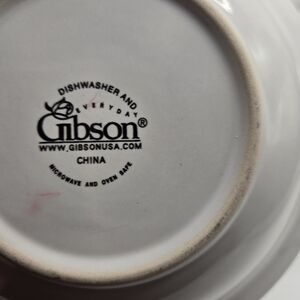 DISHWASHER AND
EVERYDAY
Gibson®
WWW.GIBSONUSA.COM
CHINA
MICROWAVE AND OVEN SAFE